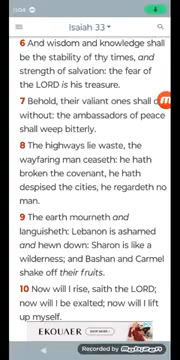 Isaiah 33
6 And wisdom and knowledge shall
be the stability of thy times, and
strength of salvation: the fear of
the LORD is his treasure.
7 Behold, their valiant ones shall
without: the ambassadors of peace
shall weep bitterly.
8 The highways lie waste, the
wayfaring man ceaseth: he hath
broken the covenant, he hath
despised the cities, he regardeth no
man.
9 The earth mourneth and
languisheth: Lebanon is ashamed
and hewn down: Sharon is like a
wilderness; and Bashan and Carmel
shake off their fruits.
10 Now will I rise, saith the LORD;
now will I be exalted; now will I lift
up myself.
EKOUAER